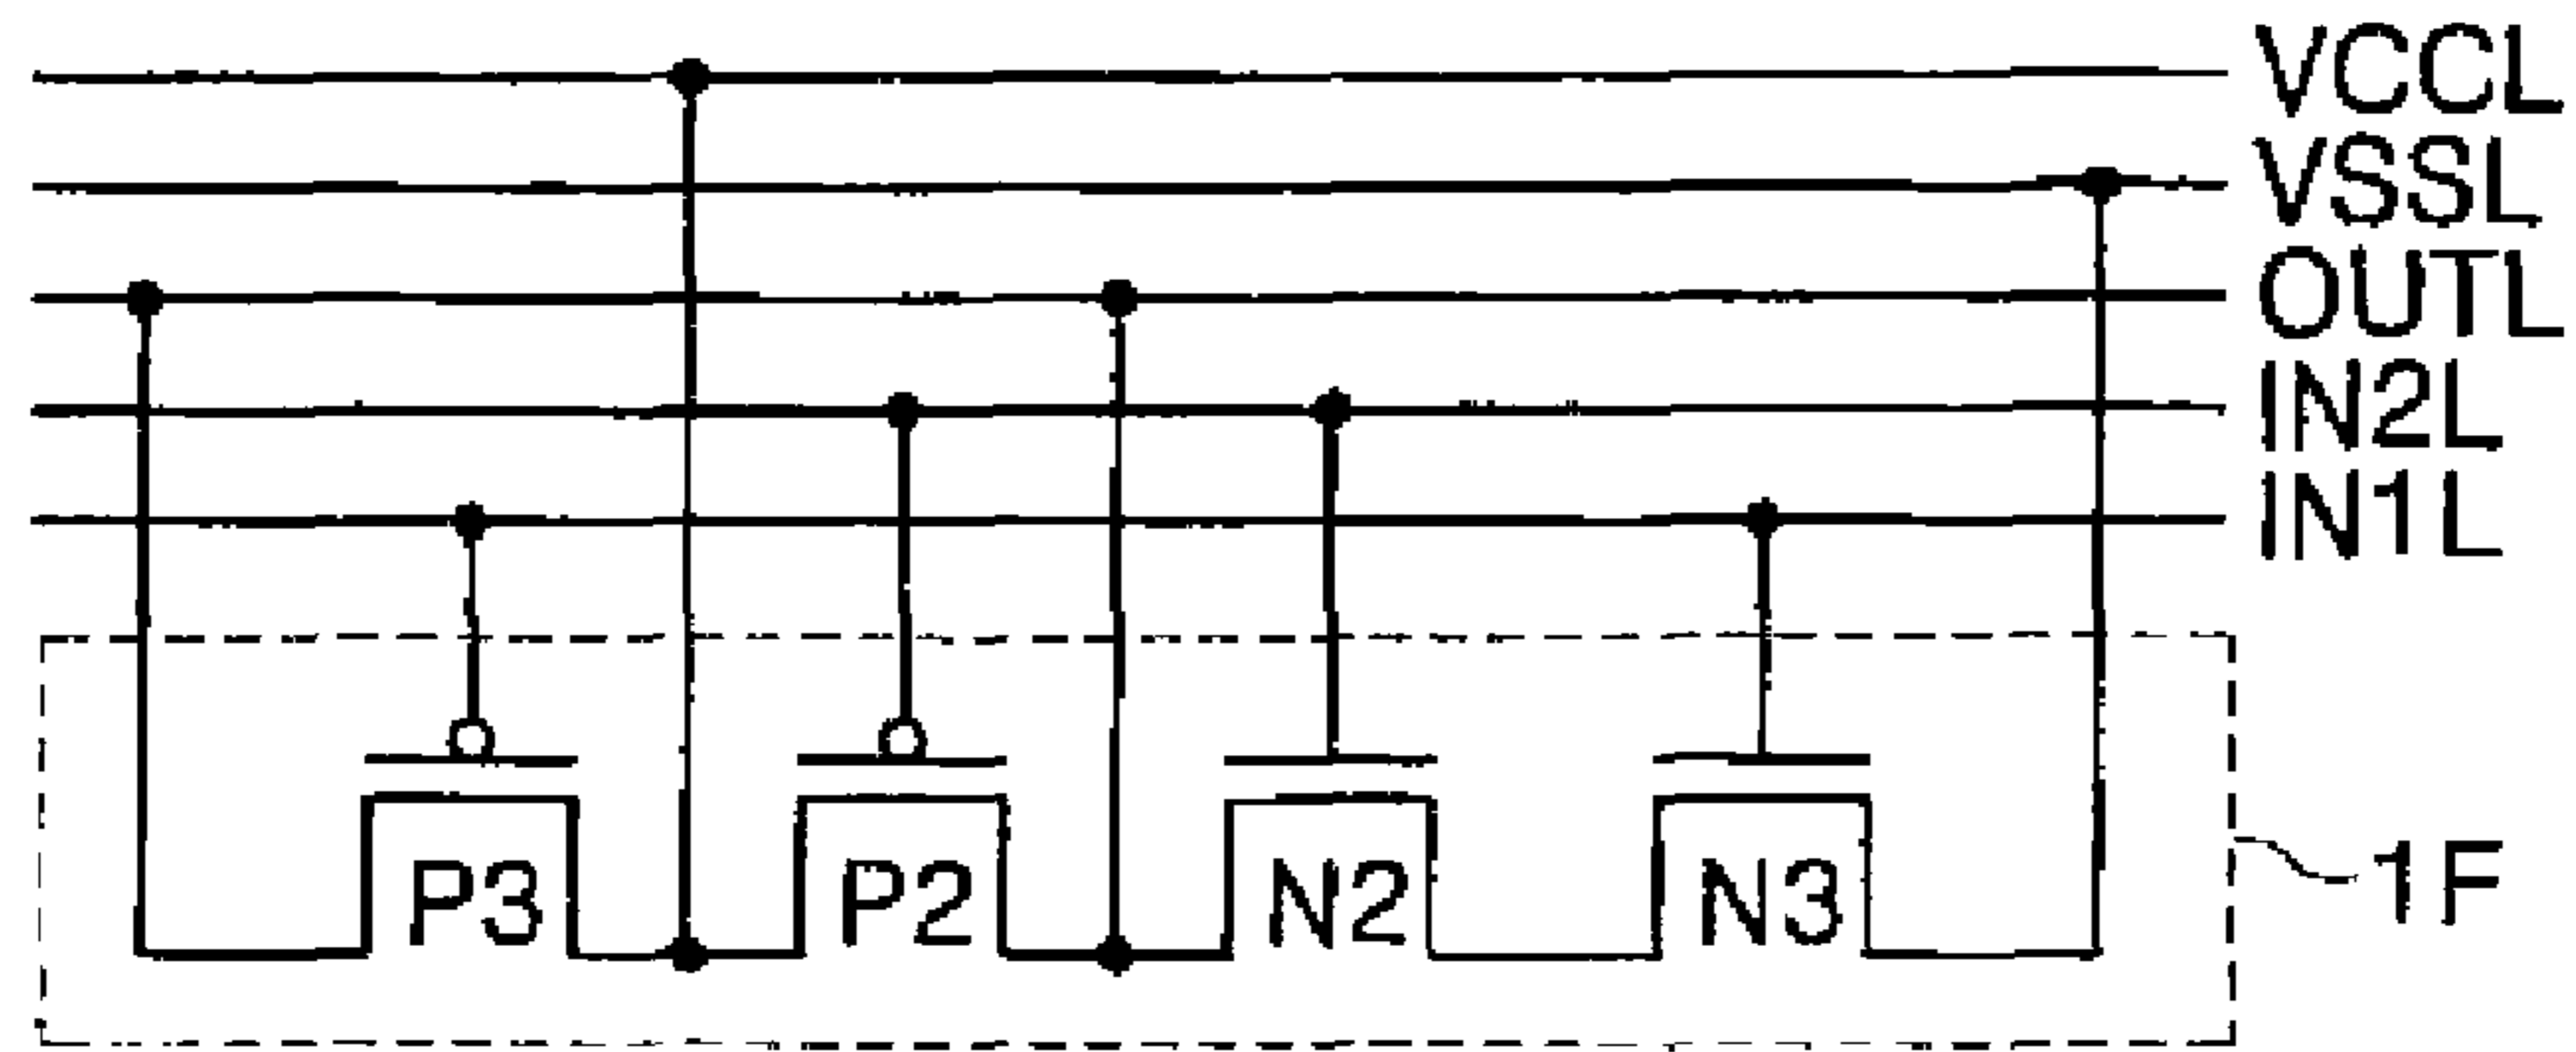 VCCL
VSSL
OUTL
IN2L
IN1L
P3 P2 N2 N3
1F